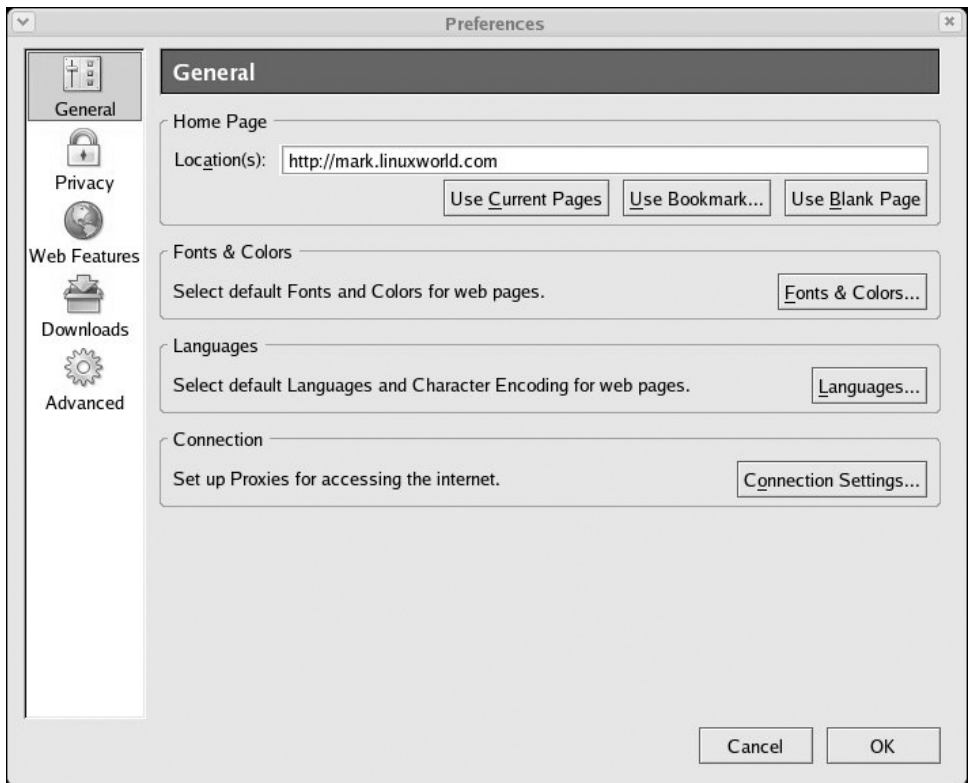 Preferences
General
Privacy
Web Features
Downloads
Advanced
General
Home Page
Location(s): http://mark.linuxworld.com
Use Current Pages Use Bookmark... Use Blank Page
Fonts & Colors
Select default Fonts and Colors for web pages. Fonts & Colors...
Languages
Select default Languages and Character Encoding for web pages. Languages...
Connection
Set up Proxies for accessing the internet. Connection Settings...
Cancel OK